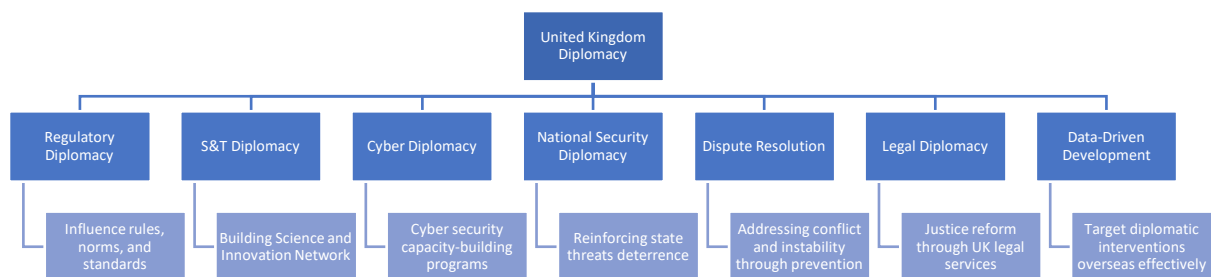 United Kingdom
Diplomacy
Regulatory
Diplomacy
S&T Diplomacy
Cyber Diplomacy
National Security
Diplomacy
Dispute Resolution
Legal Diplomacy
Data-Driven
Development
Influence rules,
norms, and
standards
Building Science and
Innovation Network
Cyber security
capacity-building
programs
Reinforcing state
threats deterrence
Addressing conflict
and instability
through prevention
Justice reform
through UK legal
services
Target diplomatic
interventions
overseas effectively